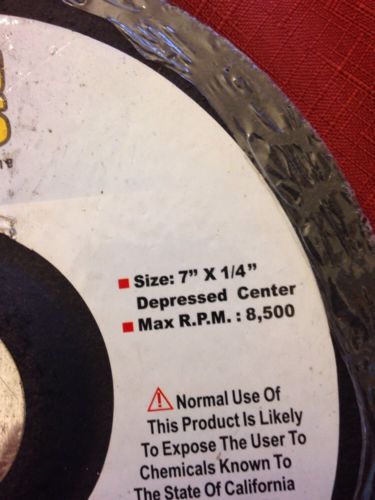 Size: 7” X 1/4”
Depressed Center
Max R.P.M. : 8,500
Normal Use Of
This Product Is Likely
To Expose The User To
Chemicals Known To
The State Of California